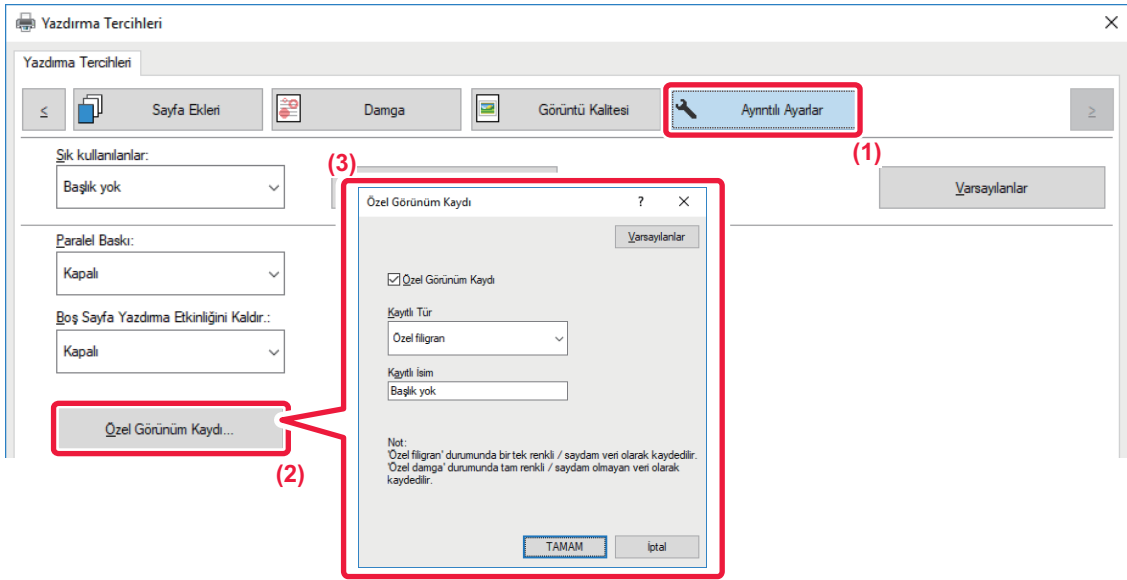 Yazdırma Tercihleri
Yazdırma Tercihleri
<
Sayfa Ekleri
Damga
Görüntü Kalitesi
Ayrıntılı Ayarlar
>
(1)
Sık kullanılanlar:
Başlık yok
(3)
Varsayılanlar
Paralel Baskı:
Kapalı
Boş Sayfa Yazdırma Etkinliğini Kaldır.:
Kapalı
Özel Görünüm Kaydı...
(2)
Özel Görünüm Kaydı
?
Varsayılanlar
Özel Görünüm Kaydı
Kayıtlı Tür
Özel filigran
Kayıtlı İsim
Başlık yok
Not:
'Özel filigran' durumunda bir tek renkli / saydam veri olarak kaydedilir.
'Özel damga' durumunda tam renkli / saydam olmayan veri olarak
kaydedilir.
TAMAM
İptal